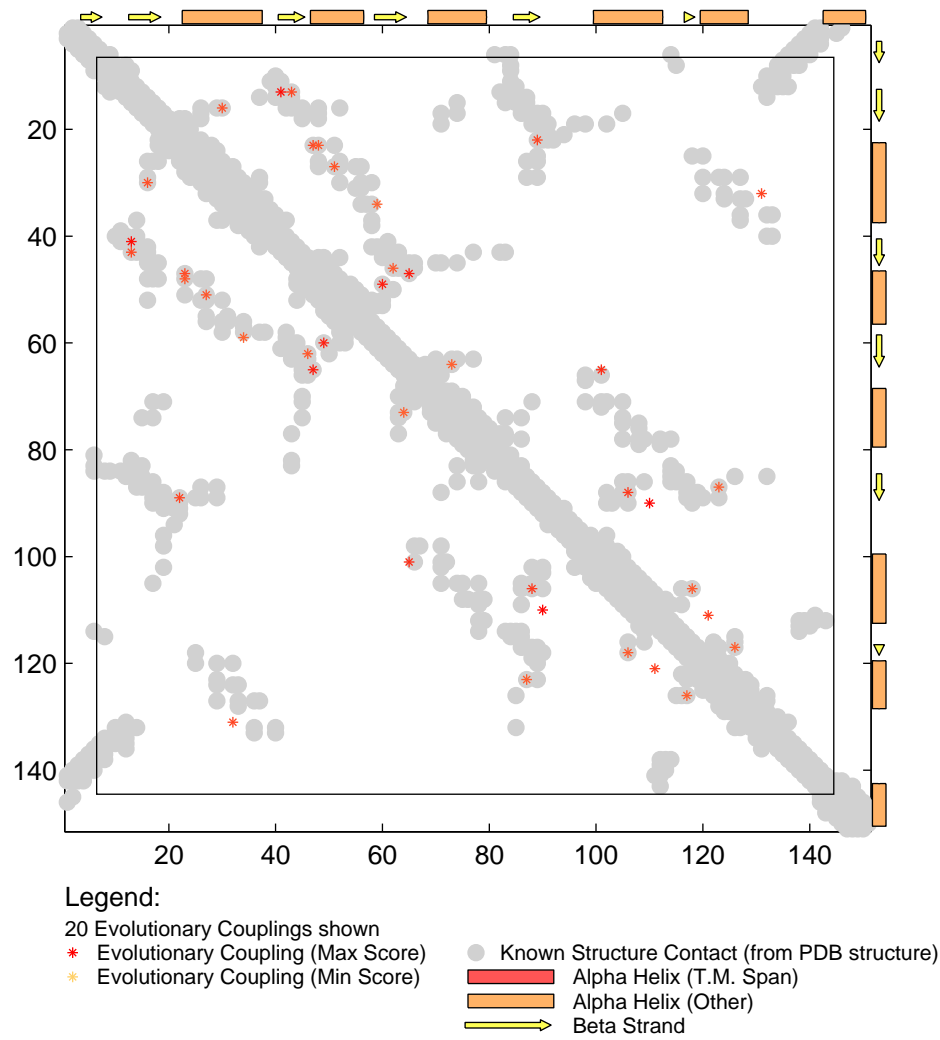 20
40
60
80
100
120
140
20 40 60 80 100 120 140
Legend:
20 Evolutionary Couplings shown
Evolutionary Coupling (Max Score)
Evolutionary Coupling (Min Score)
Known Structure Contact (from PDB structure)
Alpha Helix (T.M. Span)
Alpha Helix (Other)
Beta Strand